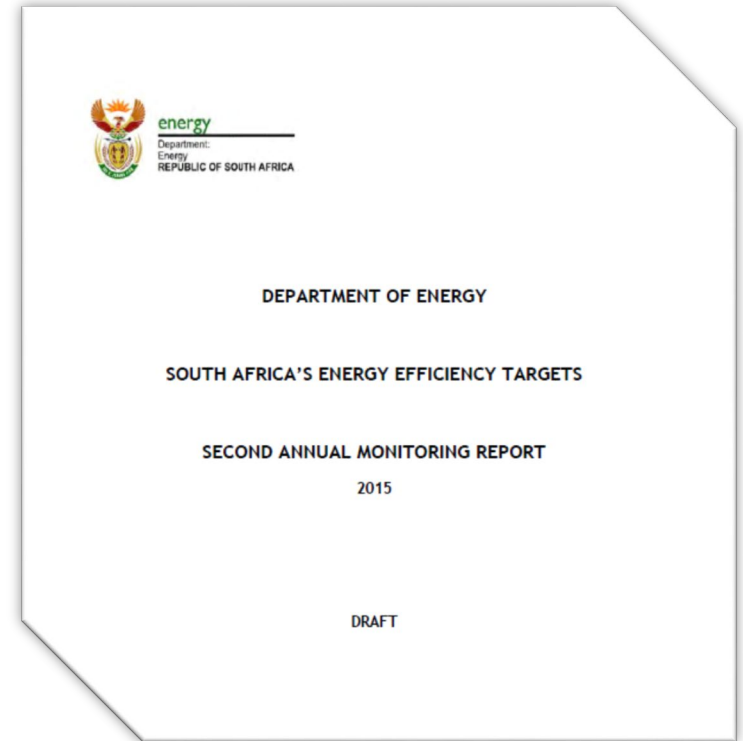 energy
Department:
Energy
REPUBLIC OF SOUTH AFRICA
DEPARTMENT OF ENERGY
SOUTH AFRICA'S ENERGY EFFICIENCY TARGETS
SECOND ANNUAL MONITORING REPORT
2015
DRAFT